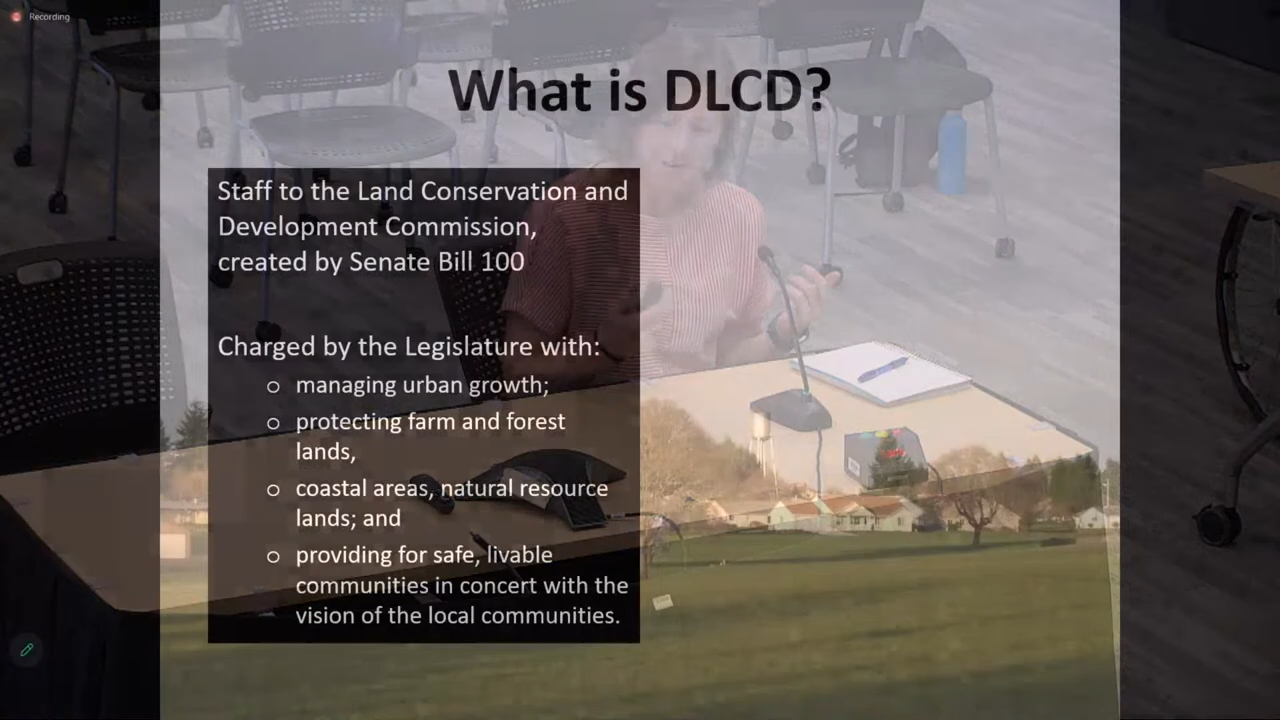 Recording
What is DLCD?
Staff to the Land Conservation and
Development Commission,
created by Senate Bill 100
Charged by the Legislature with:
o managing urban growth;
o protecting farm and forest
lands,
o coastal areas, natural resource
lands; and
o providing for safe, livable
communities in concert with the
vision of the local communities.